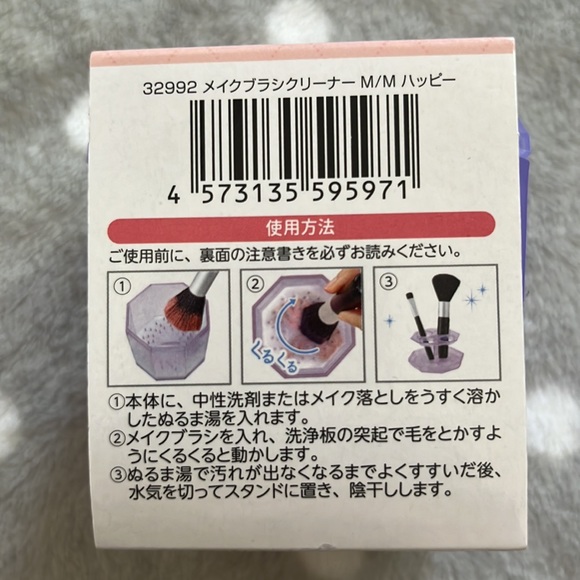 32992 メイクブラシクリーナー M/M ハッピー
4 573135 595971
使用方法
ご使用前に、裏面の注意書きを必ずお読みください。
① ② ③
くるくる
①本体に、中性洗剤またはメイク落としをうすく溶か
したぬるま湯を入れます。
②メイクブラシを入れ、洗浄板の突起で毛をとかすよ
うにくるくると動かします。
③ぬるま湯で汚れが出なくなるまでよくすすいだ後、
水気を切ってスタンドに置き、陰干しします。